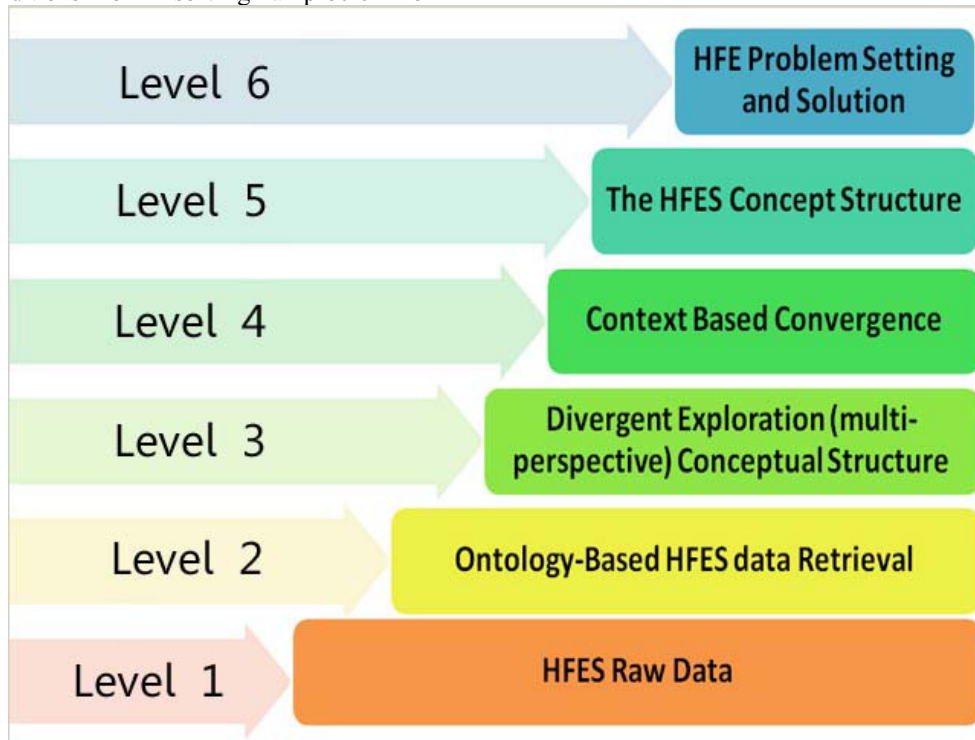 Level 6
HFE Problem Setting
and Solution
Level 5
The HFES Concept Structure
Level 4
Context Based Convergence
Level 3
Divergent Exploration (multi-
perspective) Conceptual Structure
Level 2
Ontology-Based HFES data Retrieval
Level 1
HFES Raw Data